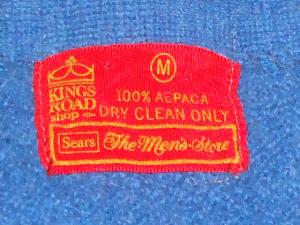 M
KINGS
ROAD
shop
100% ALPACA
DRY CLEAN ONLY
Sears The Men's Store